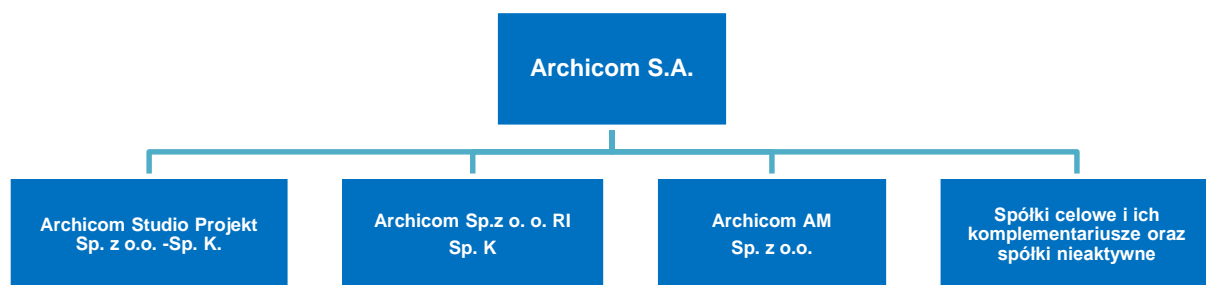 Archicom S.A.
Archicom Studio Projekt
Sp. z o.o. -Sp. K.
Archicom Sp.z o. o. RI
Sp. K
Archicom AM
Sp. z o.o.
Spółki celowe i ich
komplementariusze oraz
spółki nieaktywne